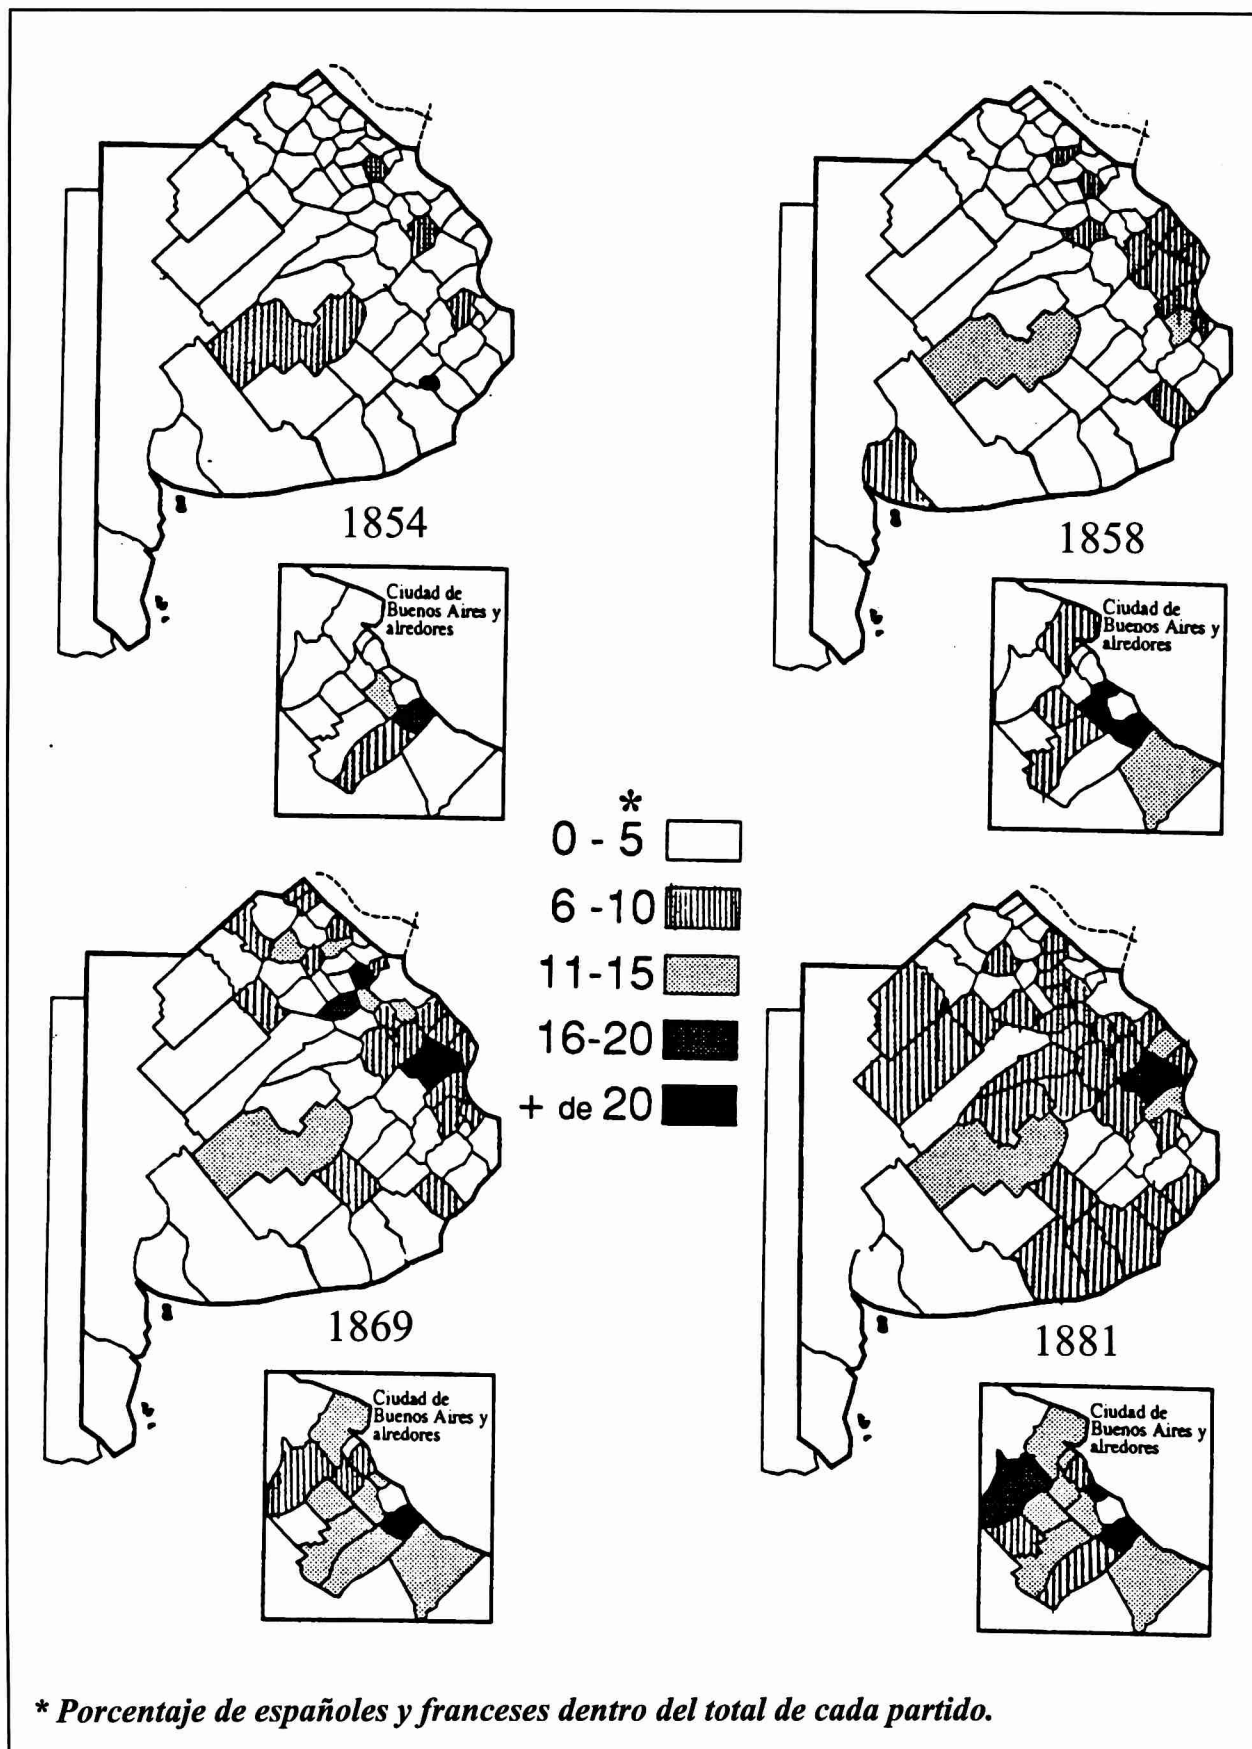 1854
Ciudad de
Buenos Aires y
alredores
1858
Ciudad de
Buenos Aires y
alredores
*
0 - 5
6 -10
11-15
16-20
+ de 20
1869
Ciudad de
Buenos Aires y
alredores
1881
Ciudad de
Buenos Aires y
alredores
* Porcentaje de españoles y franceses dentro del total de cada partido.